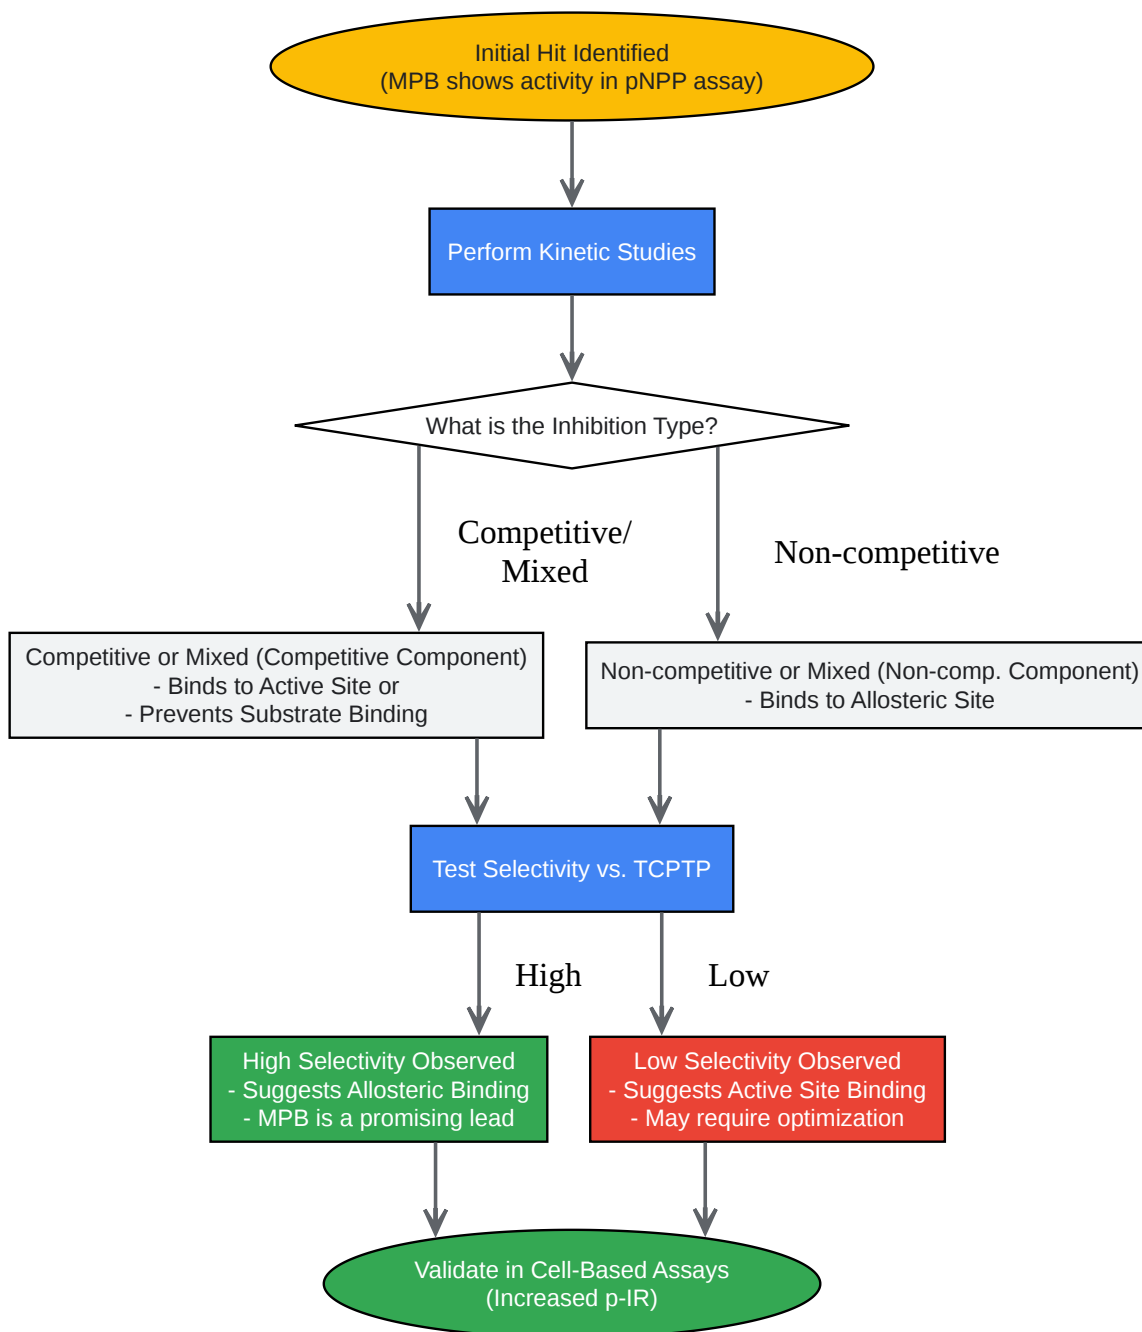 Initial Hit Identified
(MPB shows activity in pNPP assay)
Perform Kinetic Studies
What is the Inhibition Type?
Competitive/
Mixed
Non-competitive
Competitive or Mixed (Competitive Component)
- Binds to Active Site or
- Prevents Substrate Binding
Non-competitive or Mixed (Non-comp. Component)
- Binds to Allosteric Site
Test Selectivity vs. TCPTP
High
Low
High Selectivity Observed
- Suggests Allosteric Binding
- MPB is a promising lead
Low Selectivity Observed
- Suggests Active Site Binding
- May require optimization
Validate in Cell-Based Assays
(Increased p-IR)